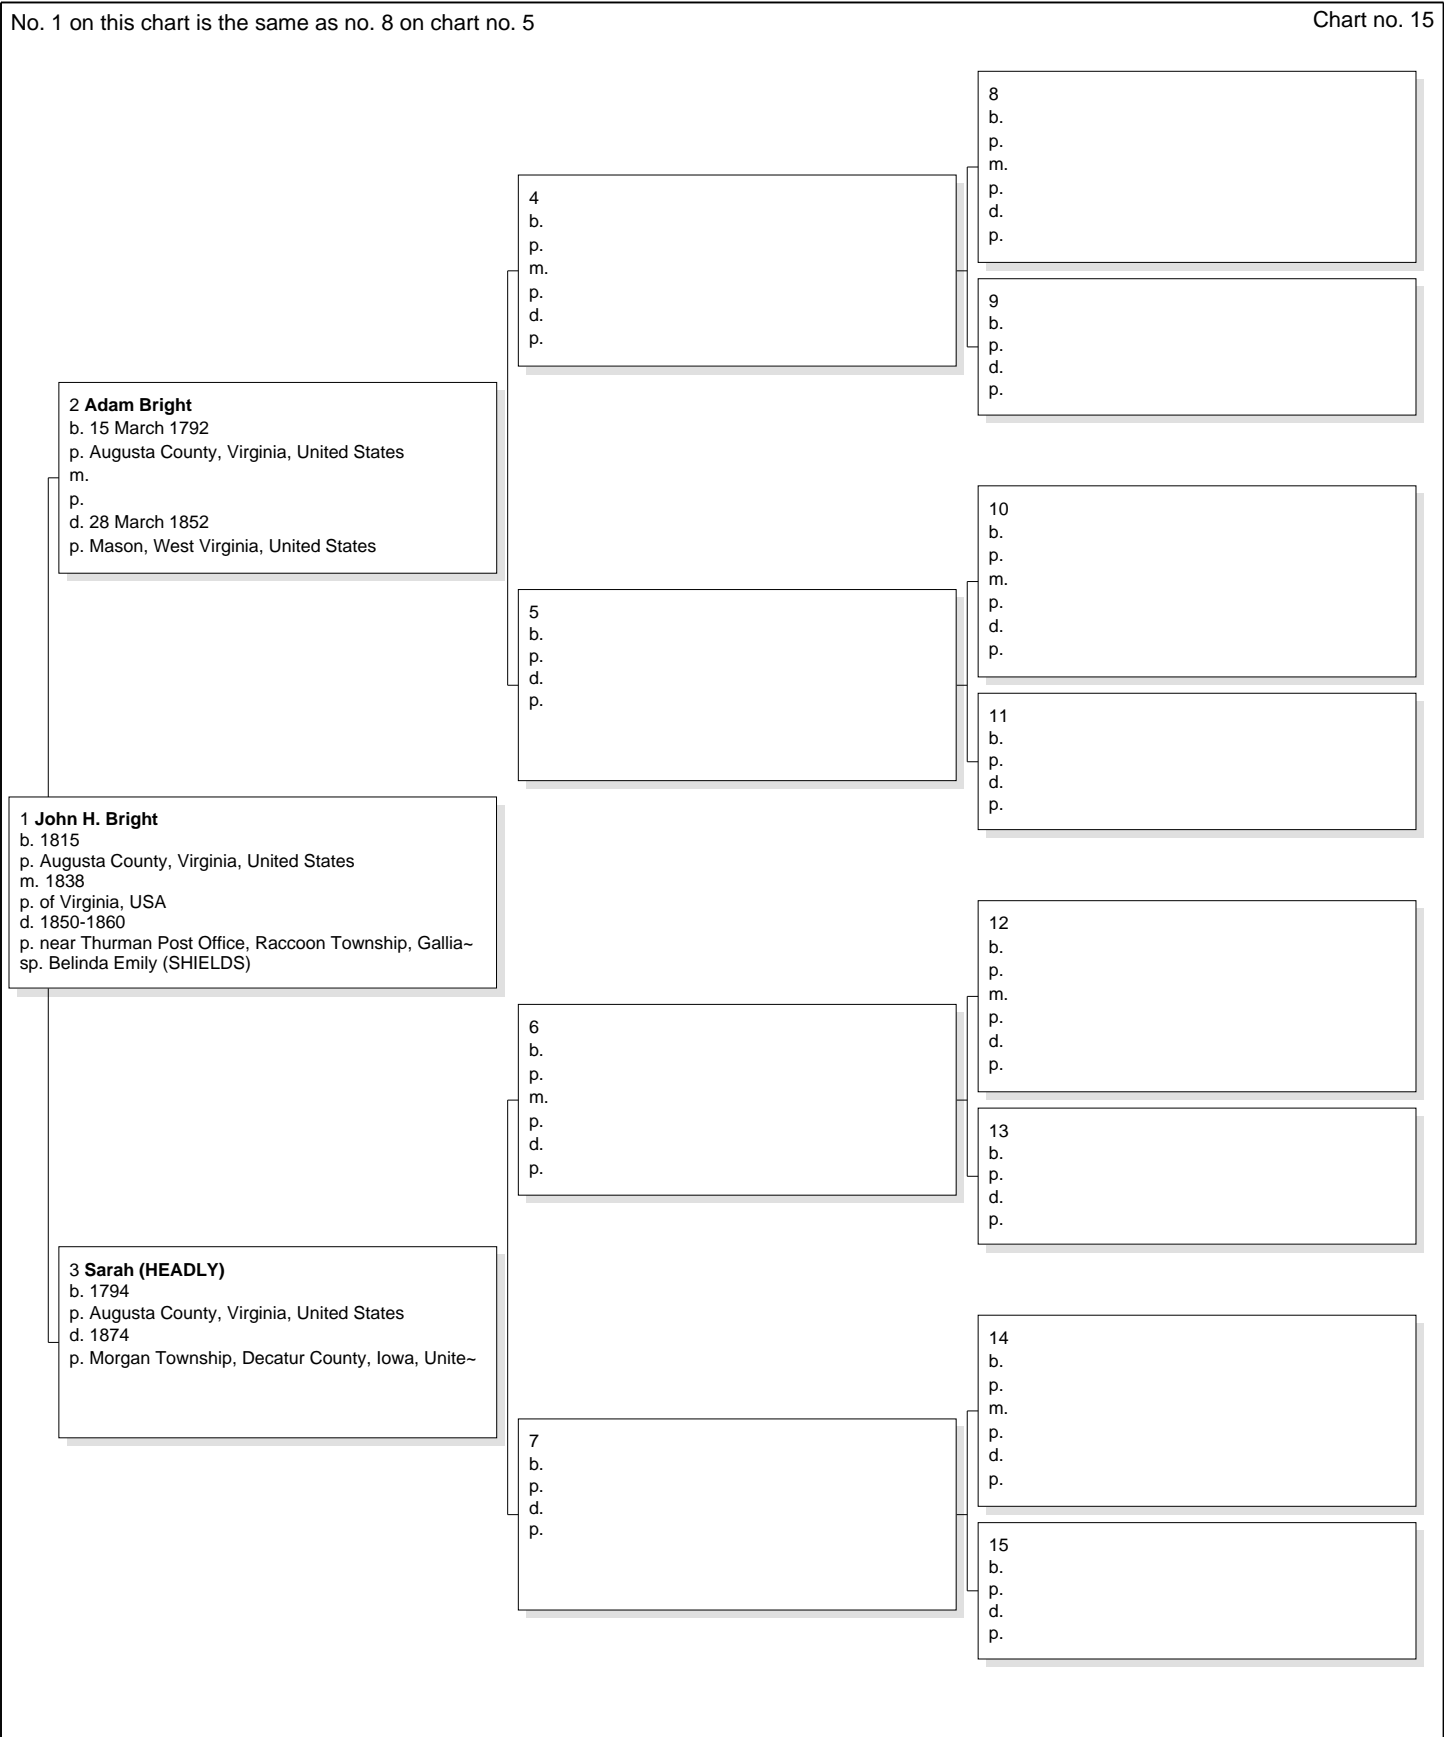 No. 1 on this chart is the same as no. 8 on chart no. 5
Chart no. 15
8
b.
p.
m.
p.
d.
p.
4
b.
p.
m.
p.
d.
p.
9
b.
p.
d.
p.
2 Adam Bright
b. 15 March 1792
p. Augusta County, Virginia, United States
m.
p.
d. 28 March 1852
p. Mason, West Virginia, United States
10
b.
p.
m.
p.
d.
p.
5
b.
p.
d.
p.
11
b.
p.
d.
p.
1 John H. Bright
b. 1815
p. Augusta County, Virginia, United States
m. 1838
p. of Virginia, USA
d. 1850-1860
p. near Thurman Post Office, Raccoon Township, Gallia~
sp. Belinda Emily (SHIELDS)
12
b.
p.
m.
p.
d.
p.
6
b.
p.
m.
p.
d.
p.
13
b.
p.
d.
p.
3 Sarah (HEADLY)
b. 1794
p. Augusta County, Virginia, United States
d. 1874
p. Morgan Township, Decatur County, Iowa, Unite~
14
b.
p.
m.
p.
d.
p.
7
b.
p.
d.
p.
15
b.
p.
d.
p.